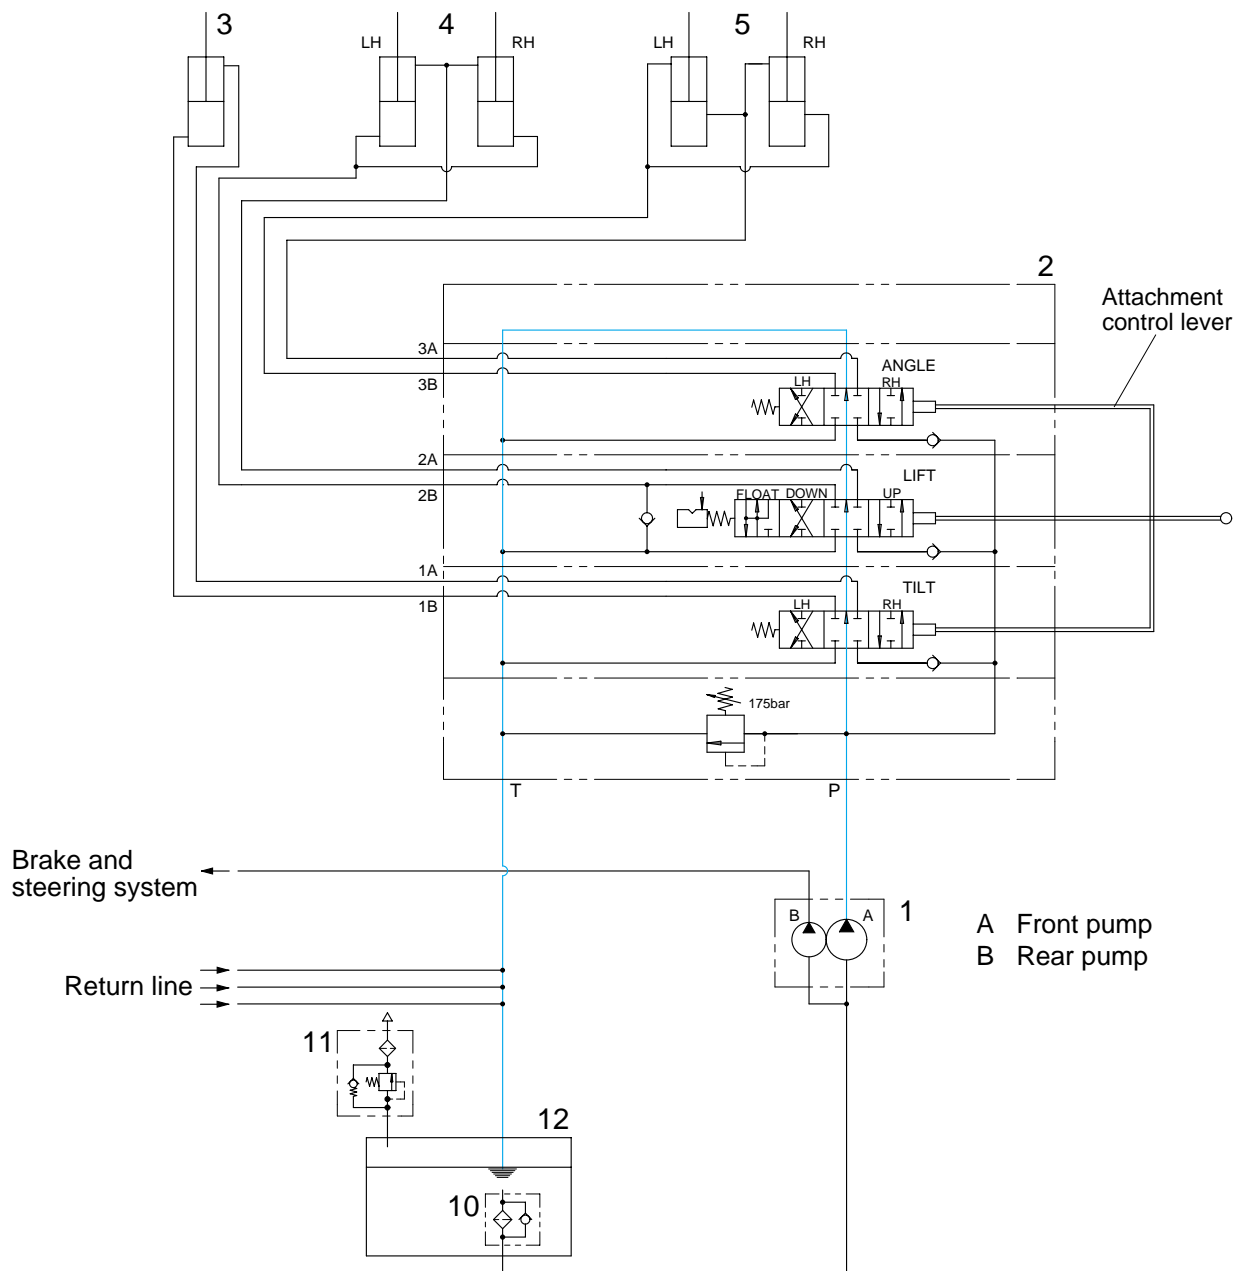 3
4
5
LH
RH
LH
RH
2
Attachment
control lever
3A
ANGLE
3B
LH
RH
2A
LIFT
2B
FLOAT
DOWN
UP
1A
TILT
1B
LH
RH
175bar
T
P
Brake and
steering system
B
A
1
A Front pump
B Rear pump
Return line
11
12
10